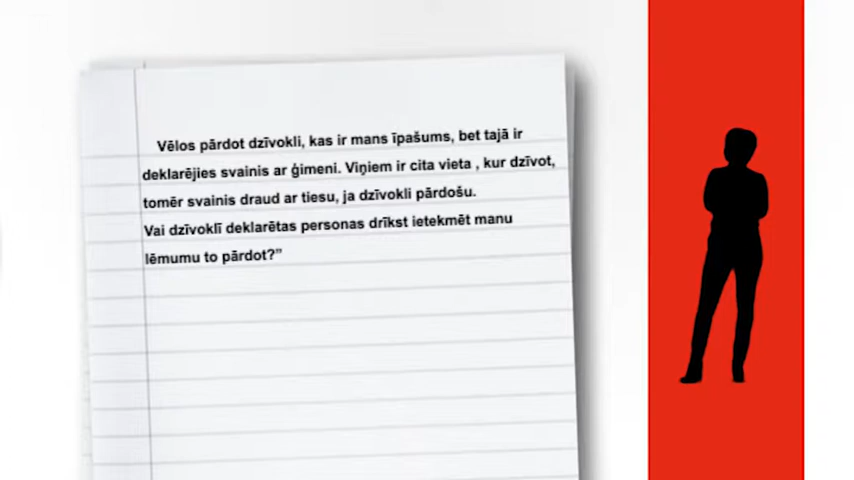 Vēlos pārdot dzīvokli, kas ir mans īpašums, bet tajā ir
deklarējies svainis ar ģimeni. Viņiem ir cita vieta , kur dzīvot,
tomēr svainis draud ar tiesu, ja dzīvokli pārdošu.
Vai dzīvoklī deklarētas personas drīkst ietekmēt manu
lēmumu to pārdot?”